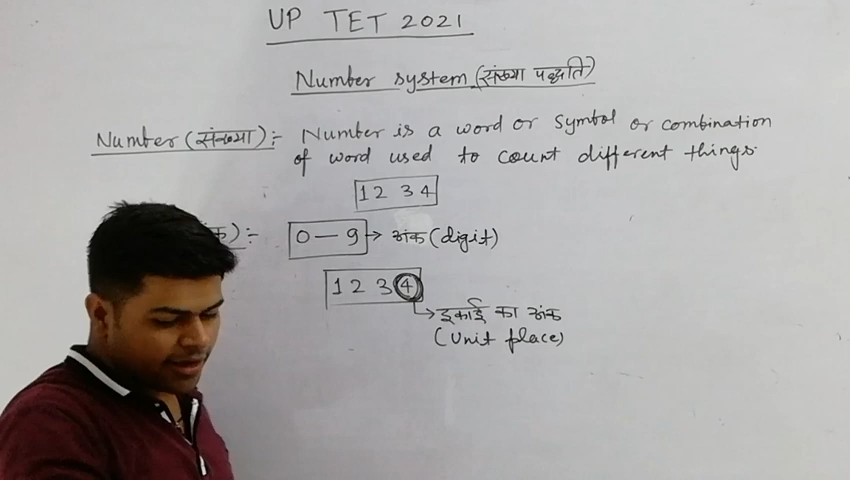 UP TET 2021
Number system (संख्या पद्धति)
Number (संख्या) :- Number is a word or symbol or combination
of word used to count different things.
1 2 3 4
क) :- 0 — 9 → अंक (digit)
1 2 3 4
→ इकाई का अंक
(Unit place)